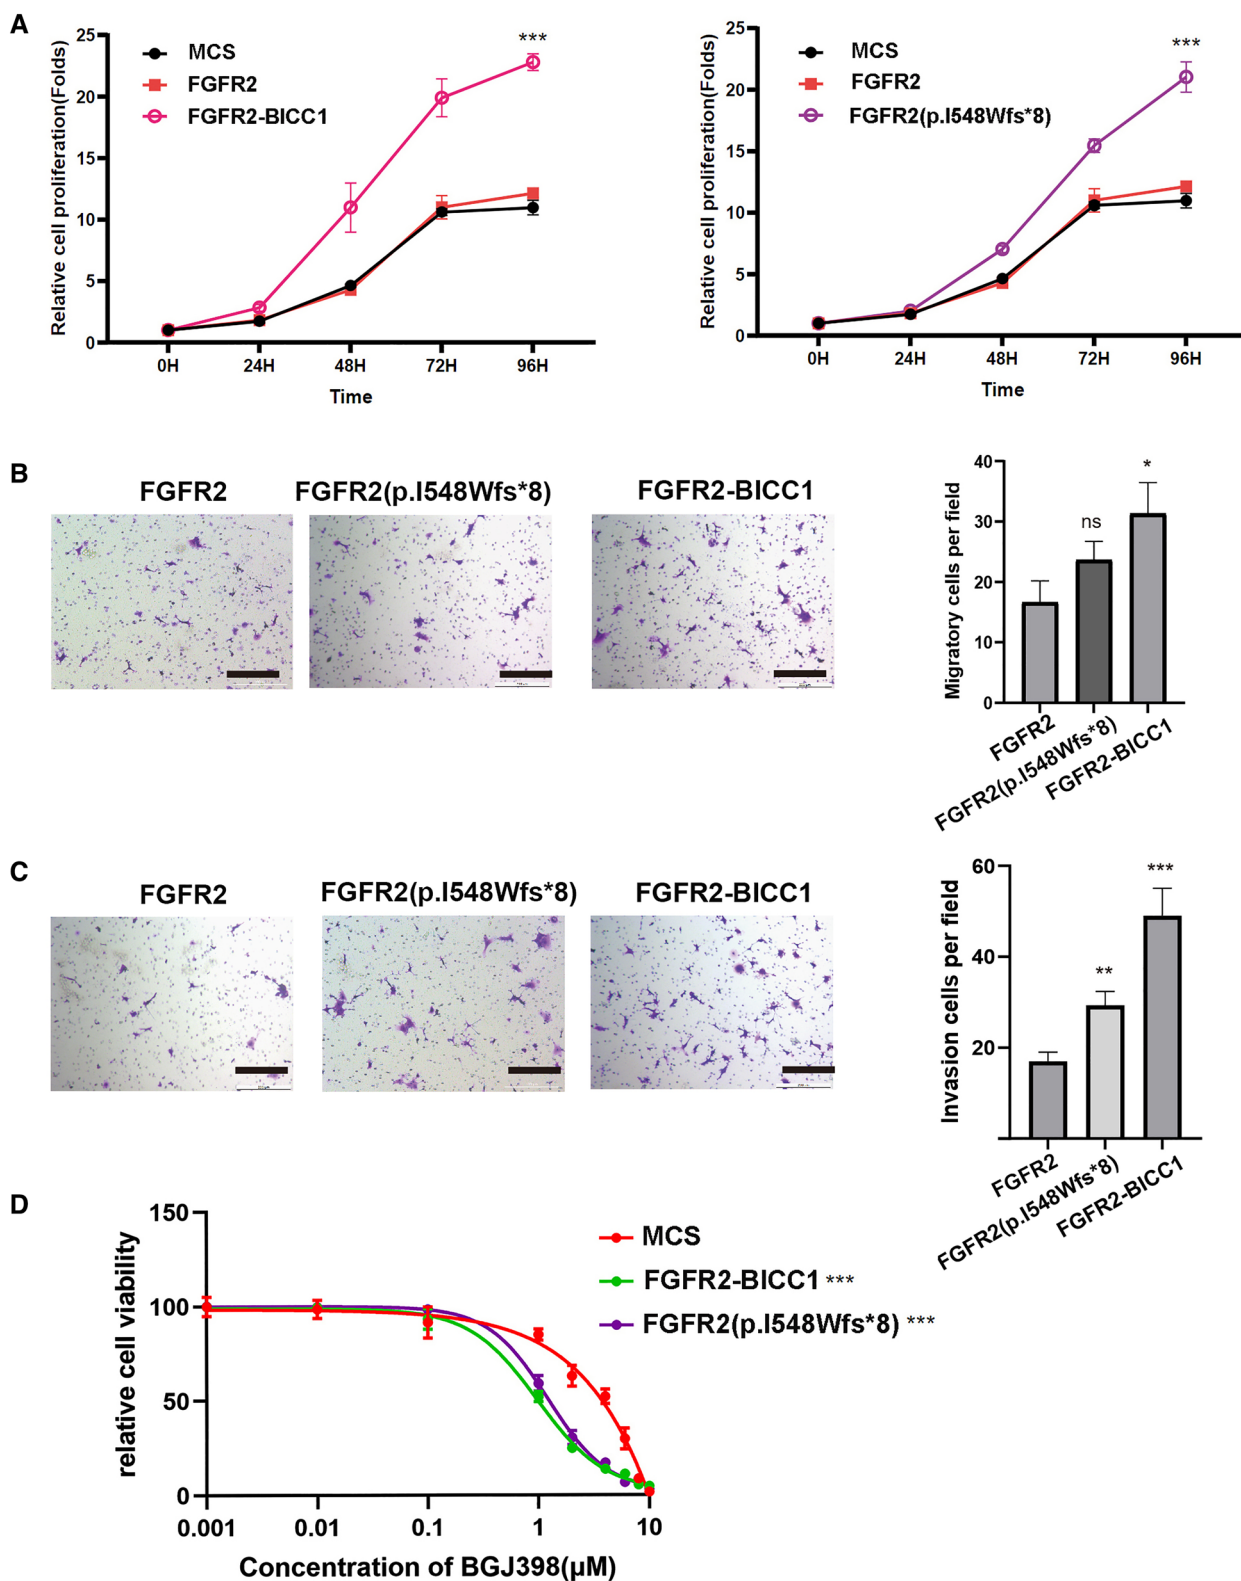 A
25
20
15
10
5
0
Relative cell proliferation(Folds)
MCS
FGFR2
FGFR2-BICC1
***
0H 24H 48H 72H 96H
Time
25
20
15
10
5
0
Relative cell proliferation(Folds)
MCS
FGFR2
FGFR2(p.I548Wfs*8)
***
0H 24H 48H 72H 96H
Time
B
FGFR2 FGFR2(p.I548Wfs*8) FGFR2-BICC1
40
30
20
10
0
Migratory cells per field
ns
*
FGFR2
FGFR2(p.I548Wfs*8)
FGFR2-BICC1
C
FGFR2 FGFR2(p.I548Wfs*8) FGFR2-BICC1
60
40
20
Invasion cells per field
**
***
FGFR2
FGFR2(p.I548Wfs*8)
FGFR2-BICC1
D
150
100
50
0
relative cell viability
MCS
FGFR2-BICC1 ***
FGFR2(p.I548Wfs*8) ***
0.001 0.01 0.1 1 10
Concentration of BGJ398(μM)